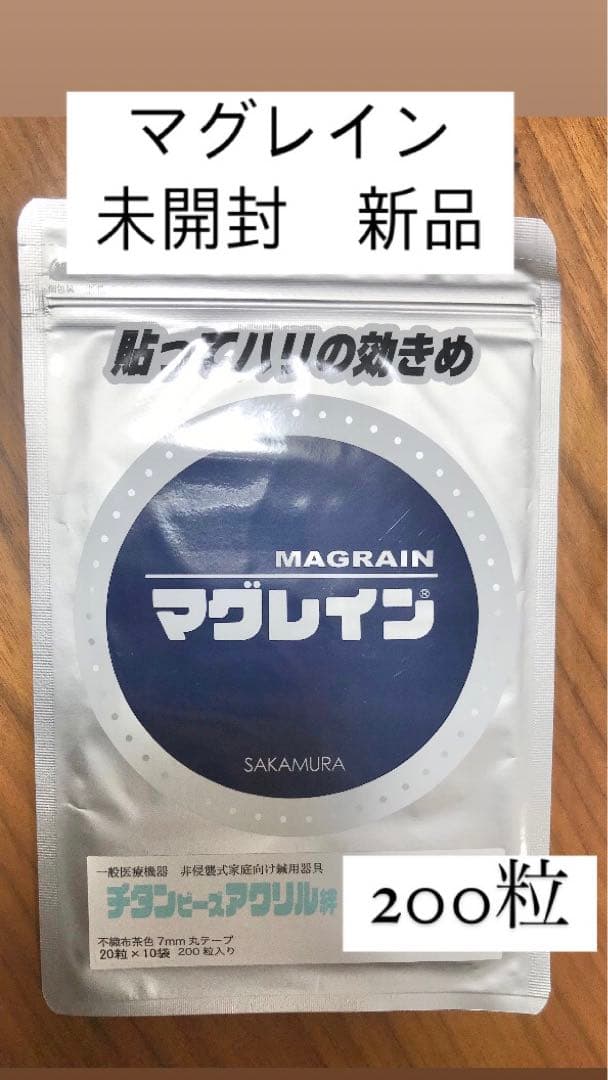 マグレイン
未開封　新品
貼ってハリの効きめ
MAGRAIN
マグレイン®
SAKAMURA
一般医療機器　非侵襲式家庭向け鍼用器具
チタンビーズアクリル絆
不織布茶色 7mm 丸テープ
20粒×10袋 200粒入り
200粒